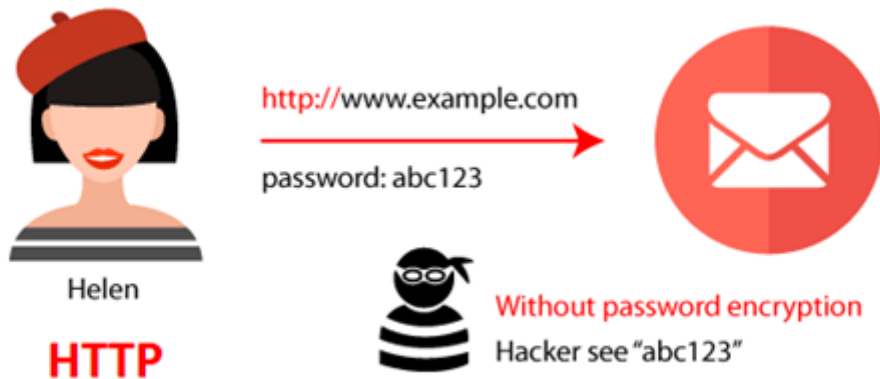 http://www.example.com
password: abc123
Helen
HTTP
Without password encryption
Hacker see “abc123”